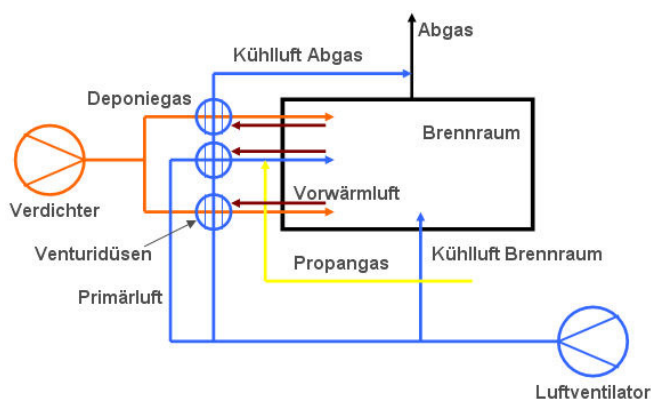 Abgas
Kühlluft Abgas
Deponiegas
Brennraum
Vorwärmluft
Verdichter
Venturidüsen
Kühlluft Brennraum
Propangas
Primärluft
Luftventilator